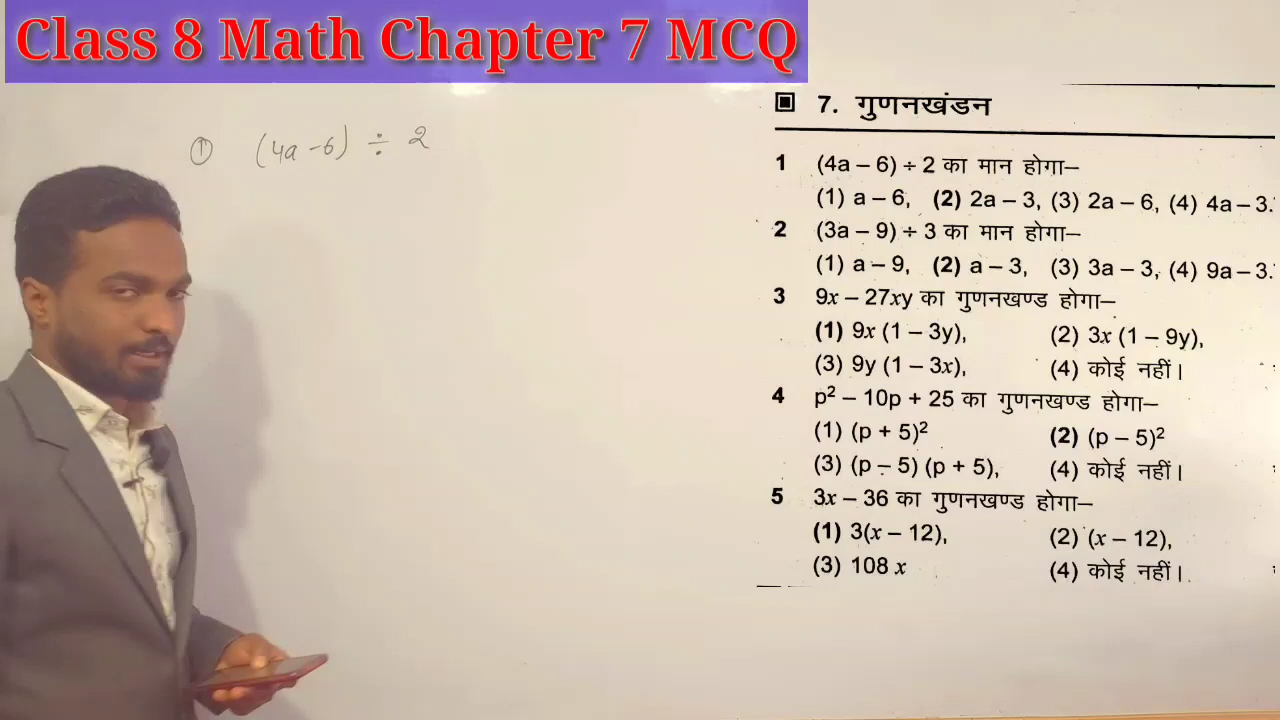 Class 8 Math Chapter 7 MCQ
① (4a - 6) ÷ 2
▣ 7. गुणनखंडन
1 (4a – 6) ÷ 2 का मान होगा–
(1) a – 6, (2) 2a – 3, (3) 2a – 6, (4) 4a – 3.
2 (3a – 9) ÷ 3 का मान होगा–
(1) a – 9, (2) a – 3, (3) 3a – 3, (4) 9a – 3.
3 9x – 27xy का गुणनखण्ड होगा–
(1) 9x (1 – 3y), (2) 3x (1 – 9y),
(3) 9y (1 – 3x), (4) कोई नहीं।
4 p² – 10p + 25 का गुणनखण्ड होगा–
(1) (p + 5)² (2) (p – 5)²
(3) (p – 5) (p + 5), (4) कोई नहीं।
5 3x – 36 का गुणनखण्ड होगा–
(1) 3(x – 12), (2) (x – 12),
(3) 108 x (4) कोई नहीं।